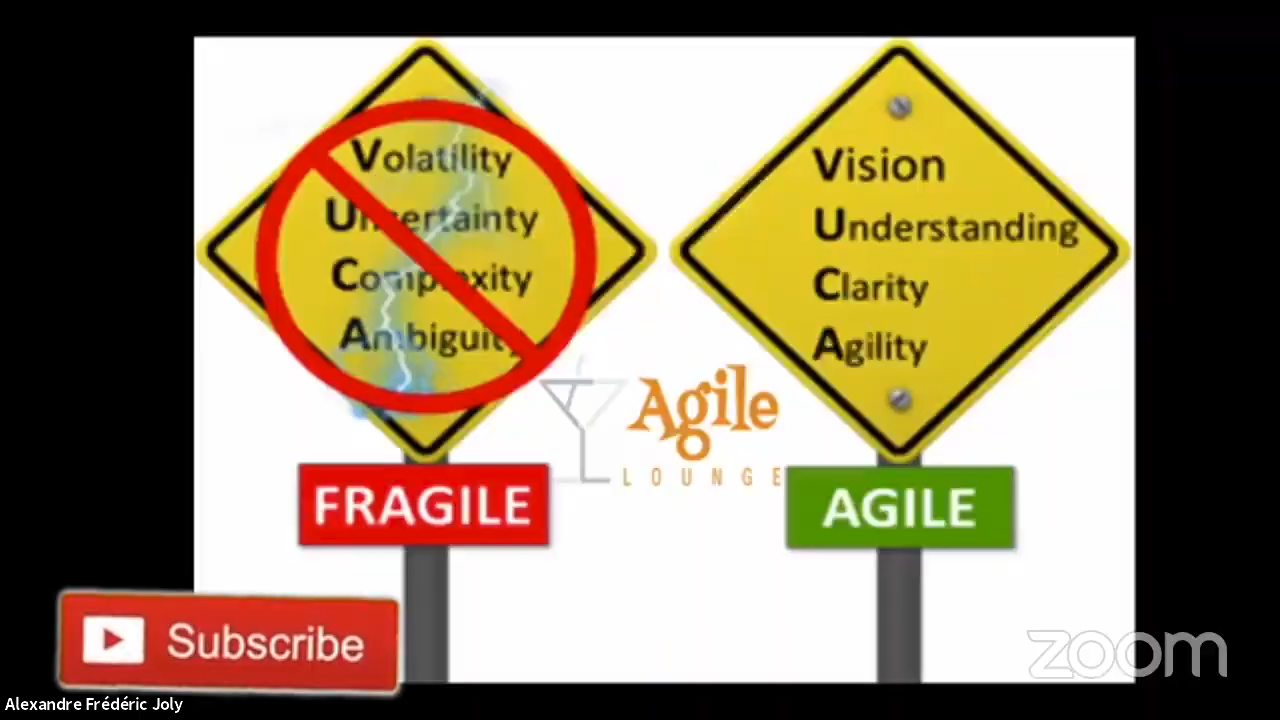 Volatility
Uncertainty
Complexity
Ambiguity
FRAGILE
Vision
Understanding
Clarity
Agility
AGILE
Agile
LOUNGE
Subscribe
zoom
Alexandre Frédéric Joly